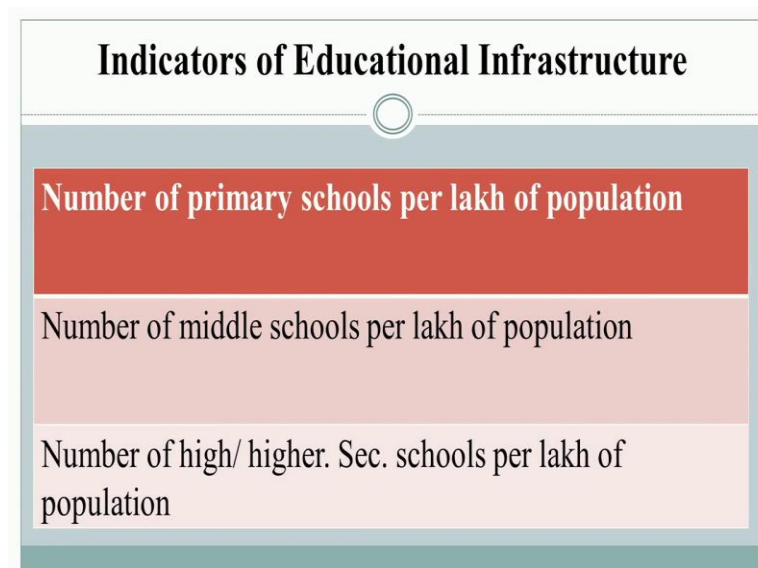 Indicators of Educational Infrastructure
Number of primary schools per lakh of population
Number of middle schools per lakh of population
Number of high/ higher. Sec. schools per lakh of
population